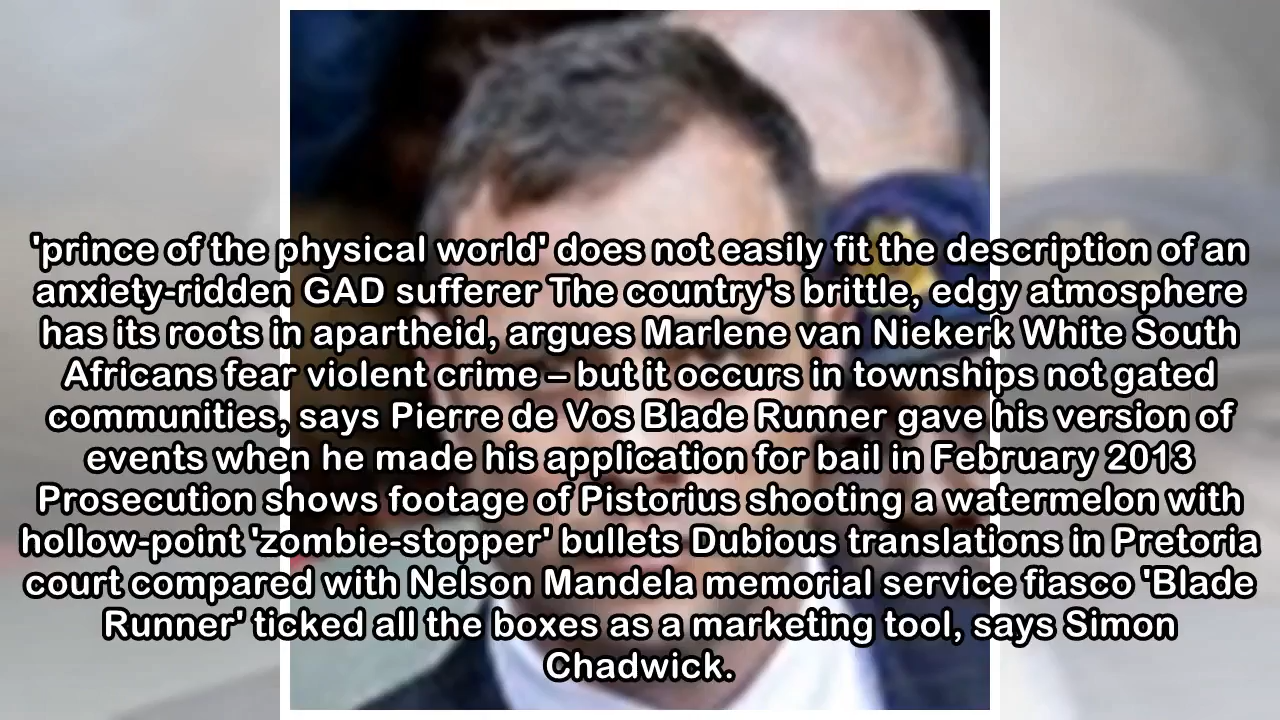 'prince of the physical world' does not easily fit the description of an
anxiety-ridden GAD sufferer The country's brittle, edgy atmosphere
has its roots in apartheid, argues Marlene van Niekerk White South
Africans fear violent crime – but it occurs in townships not gated
communities, says Pierre de Vos Blade Runner gave his version of
events when he made his application for bail in February 2013
Prosecution shows footage of Pistorius shooting a watermelon with
hollow-point 'zombie-stopper' bullets Dubious translations in Pretoria
court compared with Nelson Mandela memorial service fiasco 'Blade
Runner' ticked all the boxes as a marketing tool, says Simon
Chadwick.